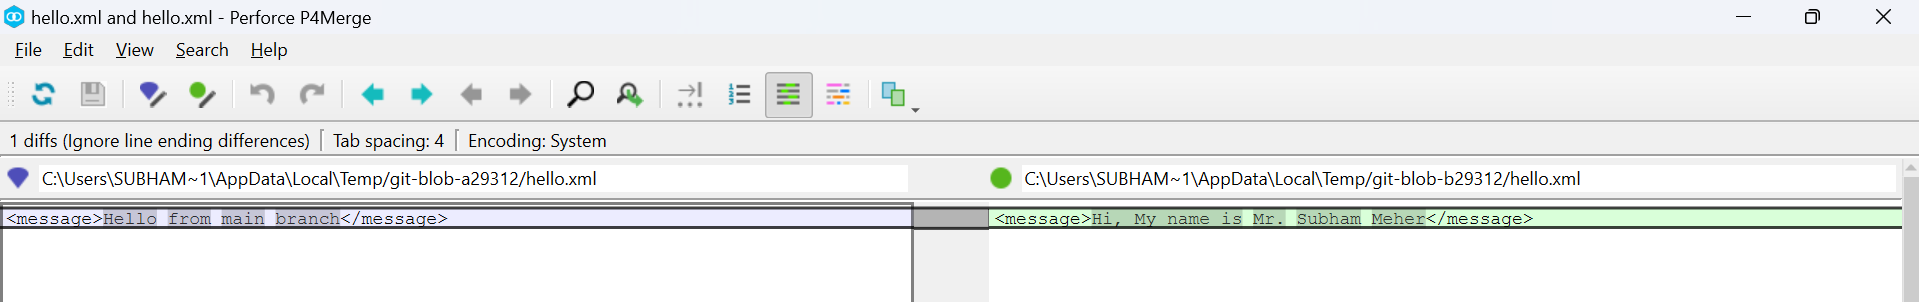 hello.xml and hello.xml - Perforce P4Merge
File Edit View Search Help
1 diffs (Ignore line ending differences) Tab spacing: 4 Encoding: System
C:\Users\SUBHAM~1\AppData\Local\Temp/git-blob-a29312/hello.xml
C:\Users\SUBHAM~1\AppData\Local\Temp/git-blob-b29312/hello.xml
<message>Hello from main branch</message>
<message>Hi, My name is Mr. Subham Meher</message>